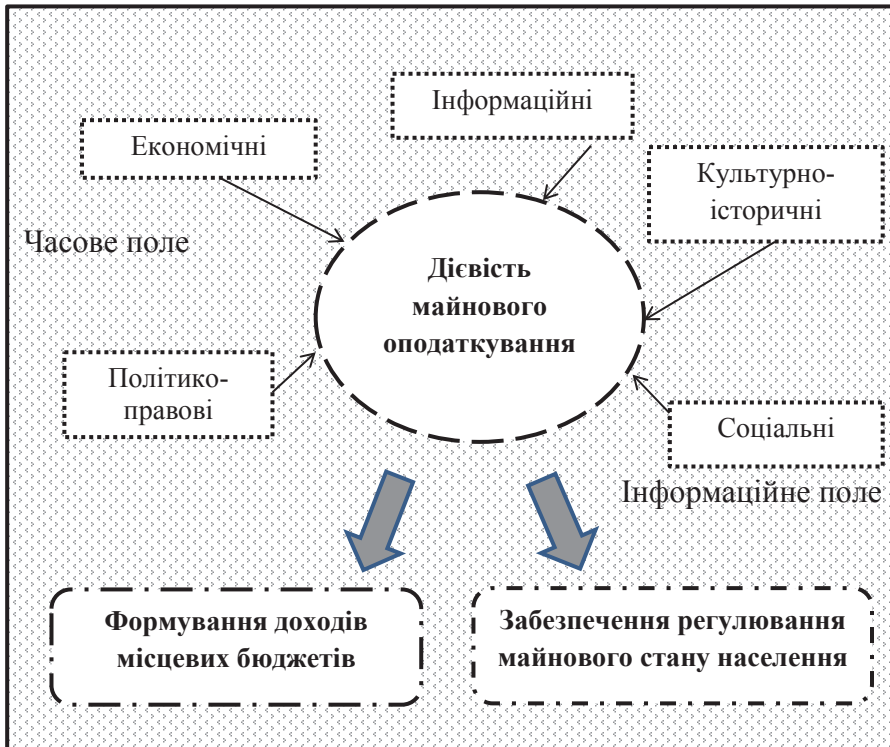 Інформаційні
Економічні
Культурно-
історичні
Часове поле
Дієвість
майнового
оподаткування
Політико-
правові
Соціальні
Інформаційне поле
Формування доходів
місцевих бюджетів
Забезпечення регулювання
майнового стану населення